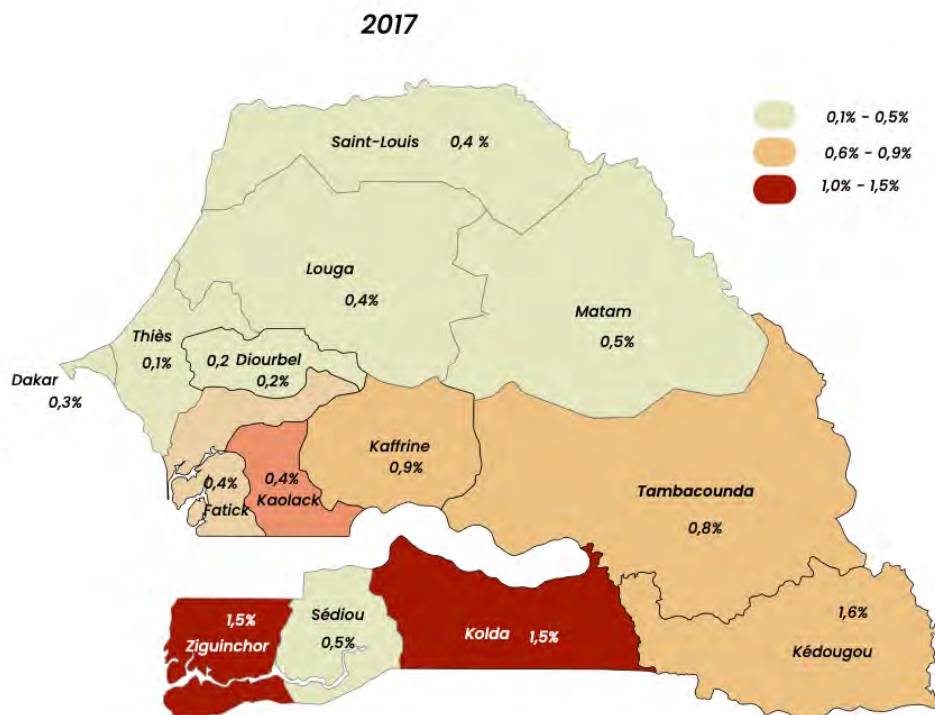 2017
0,1% - 0,5%
0,6% - 0,9%
1,0% - 1,5%
Saint-Louis 0,4 %
Louga
0,4%
Matam
0,5%
Thiès
0,1%
0,2 Diourbel
0,2%
Dakar
0,3%
Kaffrine
0,9%
0,4%
Fatick
0,4%
Kaolack
Tambacounda
0,8%
1,5%
Ziguinchor
Sédiou
0,5%
Kolda 1,5%
1,6%
Kédougou